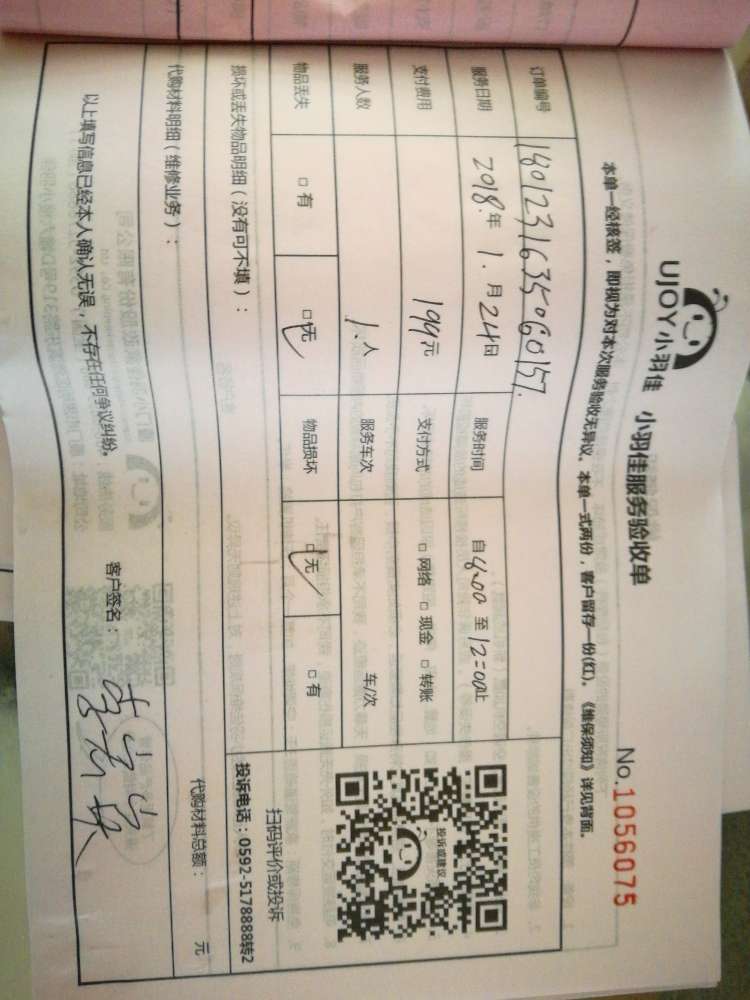 UJOY小羽佳
小羽佳服务验收单
No.1056075
本单一经核签，即视为对本次服务验收无异议。本单一式两份，客户留存一份(红)。《维保须知》详见背面。
订单编号 1801231635060157
服务日期 2018.年 1.月24日 服务时间 自 至12:00止
支付费用 199元 支付方式 □网络 □现金 □转账
服务人数 1.人 服务车次 车/次
物品丢失 □有 □无 物品损坏 □无 □有
损坏或丢失物品明细（没有可不填）：
投诉或建议
扫码评价或投诉
投诉电话：0592-5178888转2
代购材料明细（维修业务）：
代购材料总额： 元
以上填写信息已经本人确认无误，不存在任何争议纠纷。 客户签名：